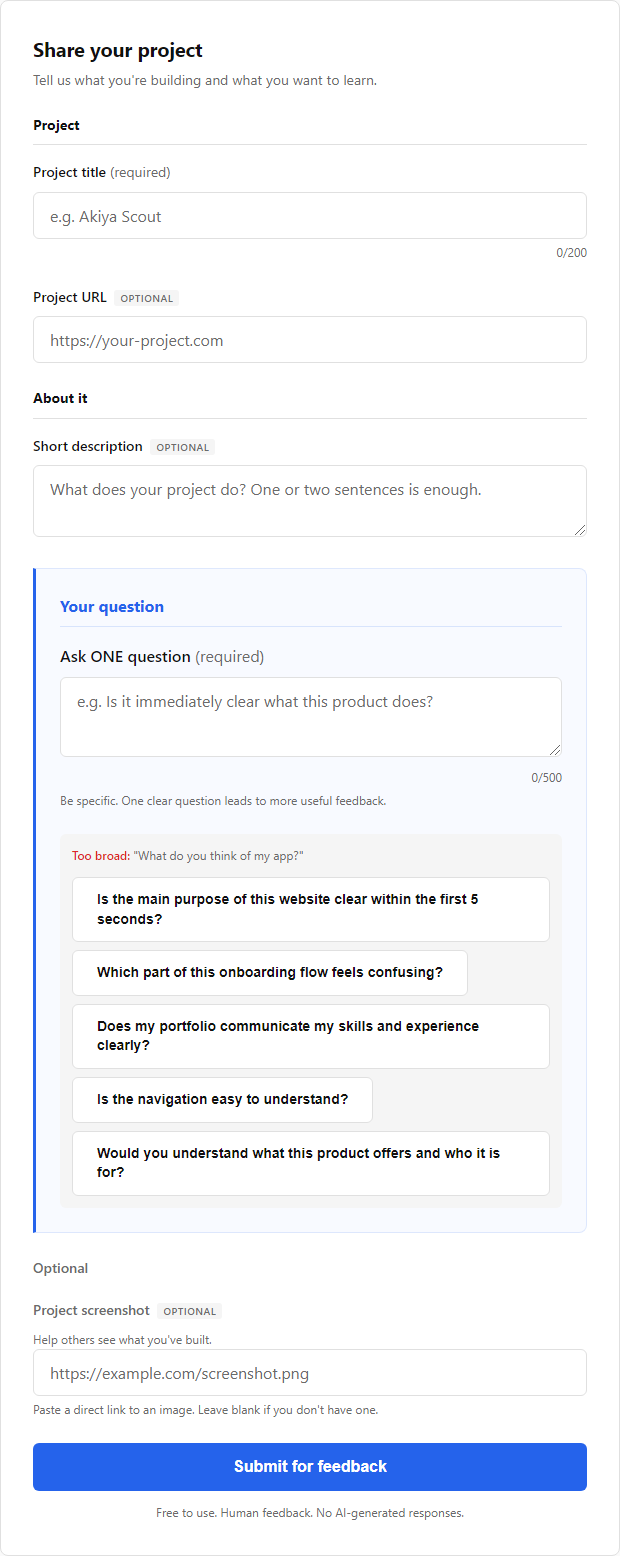 Share your project
Tell us what you're building and what you want to learn.
Project
Project title (required)
e.g. Akiya Scout
0/200
Project URL OPTIONAL
https://your-project.com
About it
Short description OPTIONAL
What does your project do? One or two sentences is enough.
Your question
Ask ONE question (required)
e.g. Is it immediately clear what this product does?
0/500
Be specific. One clear question leads to more useful feedback.
Too broad: "What do you think of my app?"
Is the main purpose of this website clear within the first 5
seconds?
Which part of this onboarding flow feels confusing?
Does my portfolio communicate my skills and experience
clearly?
Is the navigation easy to understand?
Would you understand what this product offers and who it is
for?
Optional
Project screenshot OPTIONAL
Help others see what you've built.
https://example.com/screenshot.png
Paste a direct link to an image. Leave blank if you don't have one.
Submit for feedback
Free to use. Human feedback. No AI-generated responses.